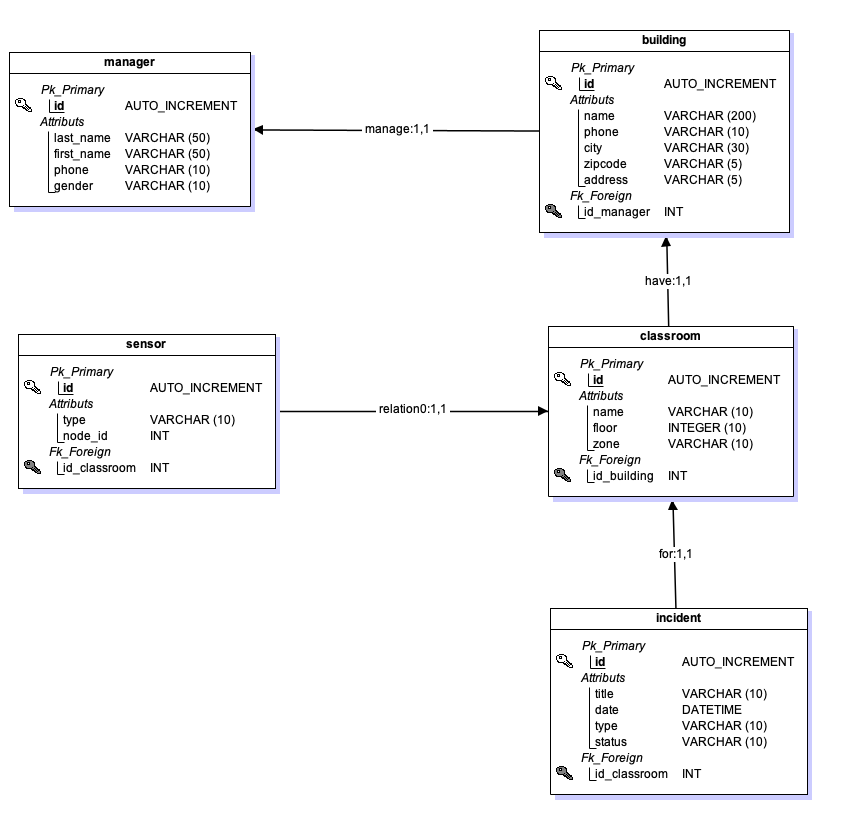 manager
Pk_Primary
id AUTO_INCREMENT
Attributs
last_name VARCHAR (50)
first_name VARCHAR (50)
phone VARCHAR (10)
gender VARCHAR (10)
manage:1,1
building
Pk_Primary
id AUTO_INCREMENT
Attributs
name VARCHAR (200)
phone VARCHAR (10)
city VARCHAR (30)
zipcode VARCHAR (5)
address VARCHAR (5)
Fk_Foreign
id_manager INT
have:1,1
sensor
Pk_Primary
id AUTO_INCREMENT
Attributs
type VARCHAR (10)
node_id INT
Fk_Foreign
id_classroom INT
relation0:1,1
classroom
Pk_Primary
id AUTO_INCREMENT
Attributs
name VARCHAR (10)
floor INTEGER (10)
zone VARCHAR (10)
Fk_Foreign
id_building INT
for:1,1
incident
Pk_Primary
id AUTO_INCREMENT
Attributs
title VARCHAR (10)
date DATETIME
type VARCHAR (10)
status VARCHAR (10)
Fk_Foreign
id_classroom INT